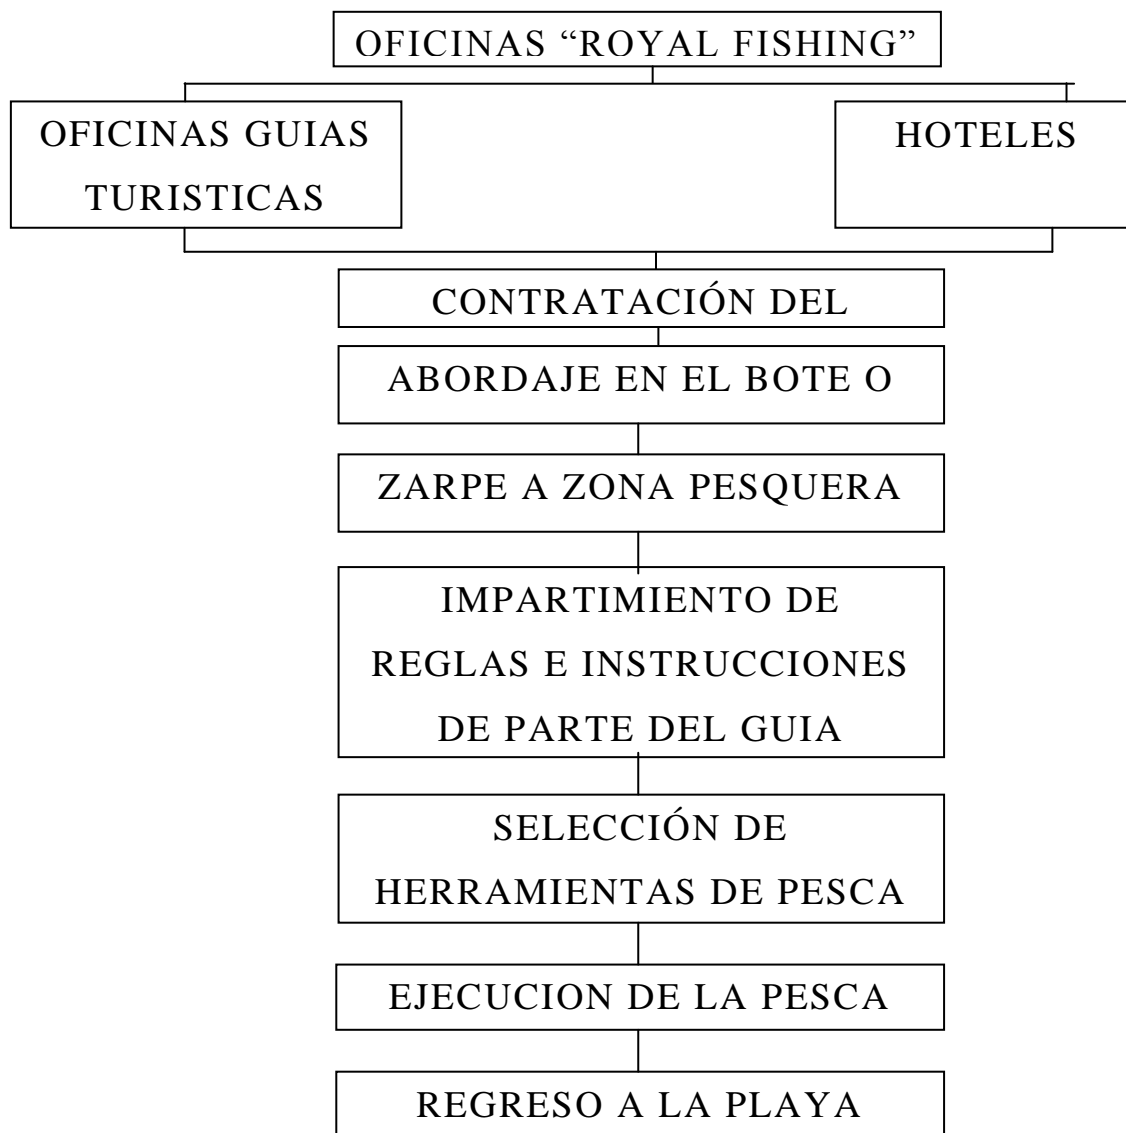 OFICINAS “ROYAL FISHING”
OFICINAS GUIAS
TURISTICAS
HOTELES
CONTRATACIÓN DEL
ABORDAJE EN EL BOTE O
ZARPE A ZONA PESQUERA
IMPARTIMIENTO DE
REGLAS E INSTRUCCIONES
DE PARTE DEL GUIA
SELECCIÓN DE
HERRAMIENTAS DE PESCA
EJECUCION DE LA PESCA
REGRESO A LA PLAYA